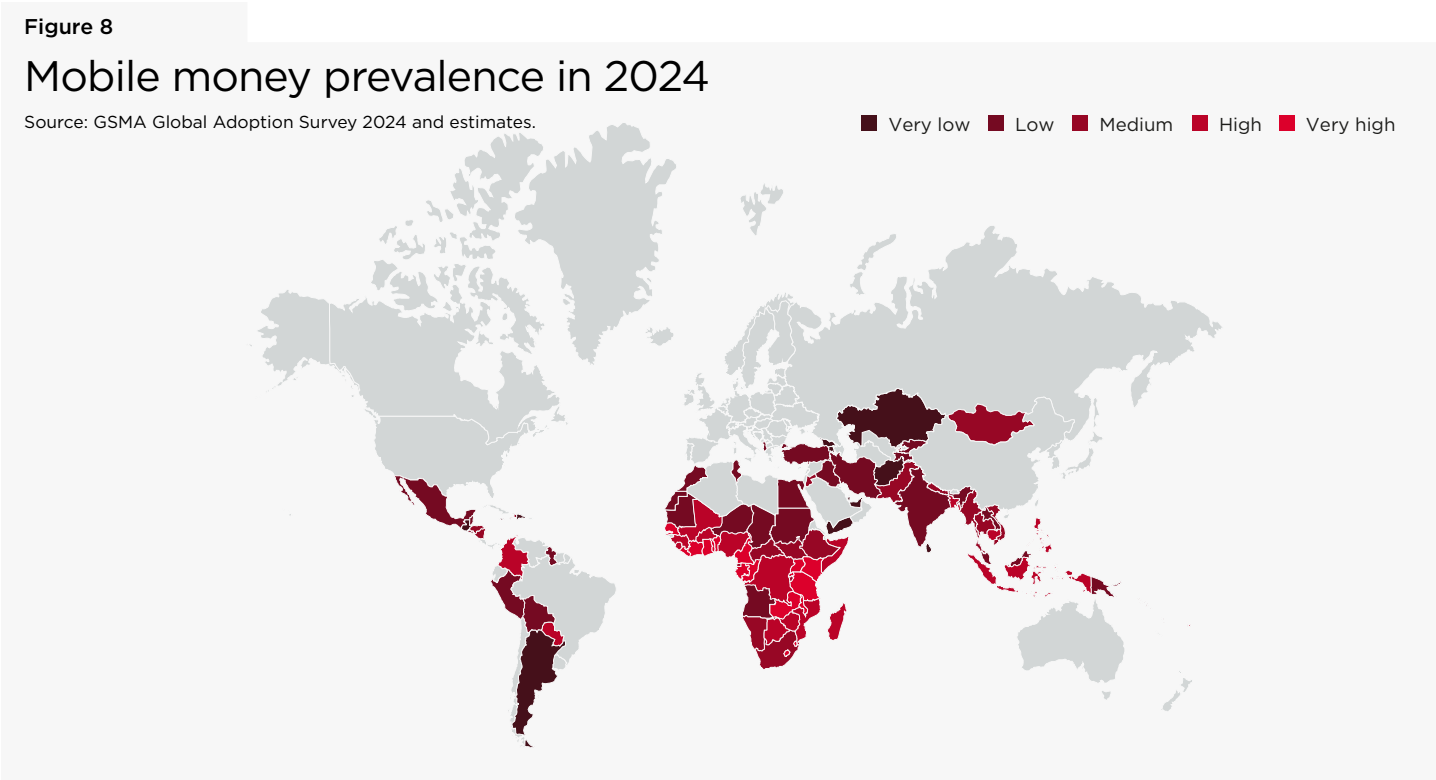 Figure 8
Mobile money prevalence in 2024
Source: GSMA Global Adoption Survey 2024 and estimates.
Very low Low Medium High Very high